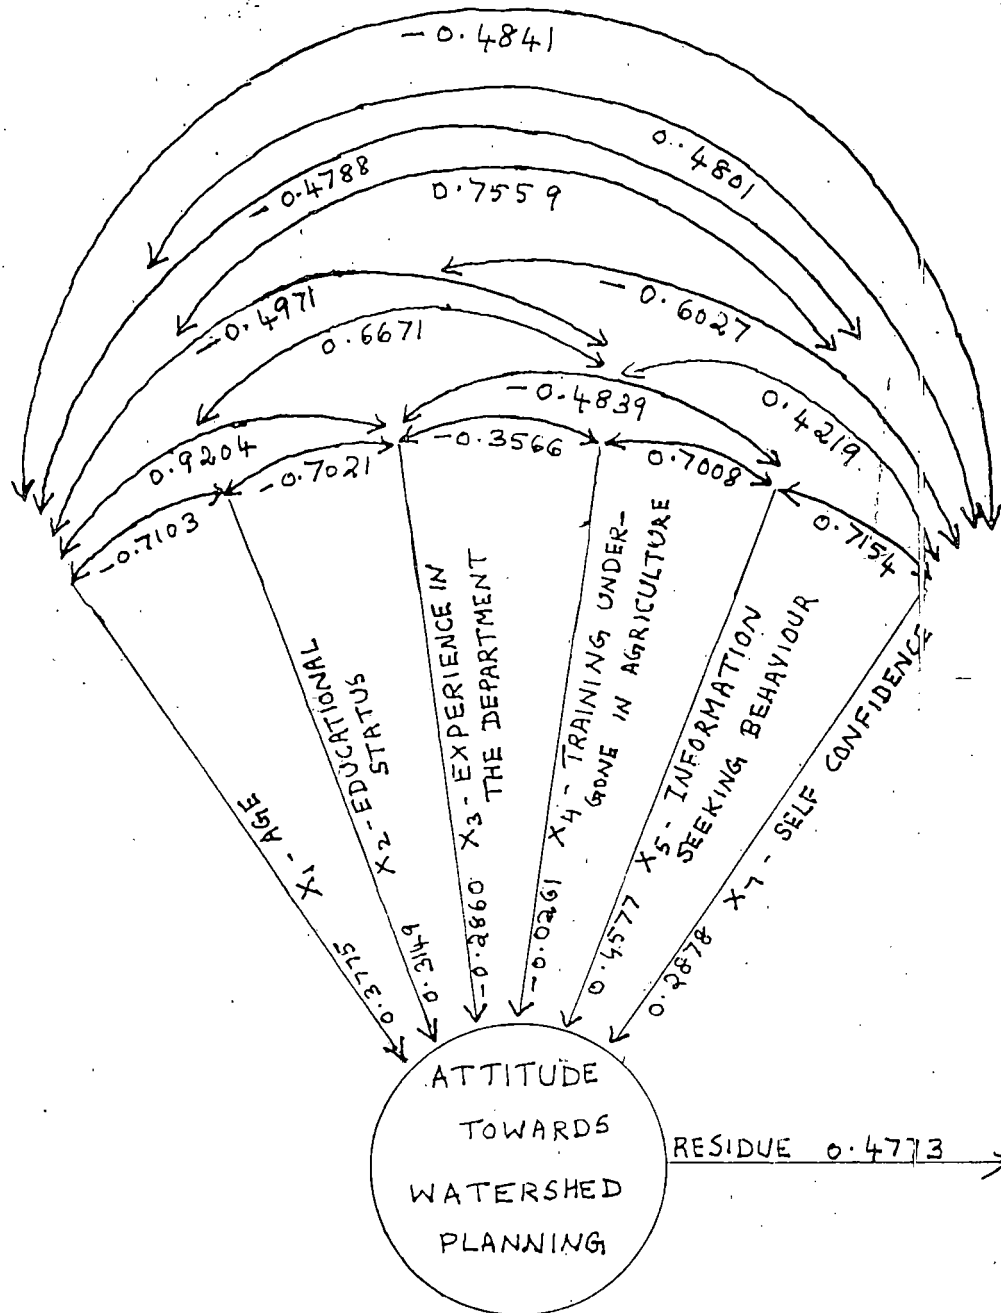 - 0.4841
0.4801
- 0.4788
0.7559
- 0.4971
- 0.6027
0.6671
- 0.4839
0.4219
0.9204
- 0.7021
- 0.3566
0.7008
- 0.7103
0.7154
X1 - AGE
0.3775
X2 - EDUCATIONAL
STATUS
0.3149
X3 - EXPERIENCE IN
THE DEPARTMENT
- 0.2860
X4 - TRAINING UNDER-
GONE IN AGRICULTURE
- 0.0261
X5 - INFORMATION
SEEKING BEHAVIOUR
0.4577
X7 - SELF CONFIDENCE
0.2878
ATTITUDE
TOWARDS
WATERSHED
PLANNING
RESIDUE 0.4773